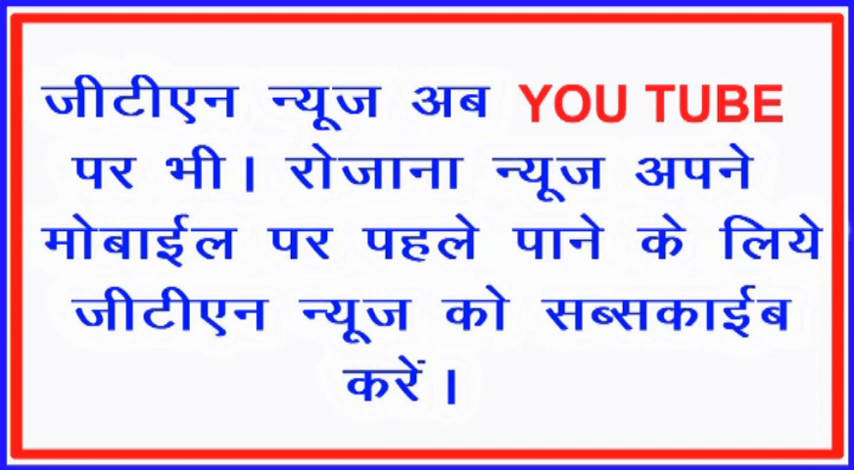 जीटीएन न्यूज अब YOU TUBE
पर भी। रोजाना न्यूज अपने
मोबाईल पर पहले पाने के लिये
जीटीएन न्यूज को सब्सकाईब
करें।